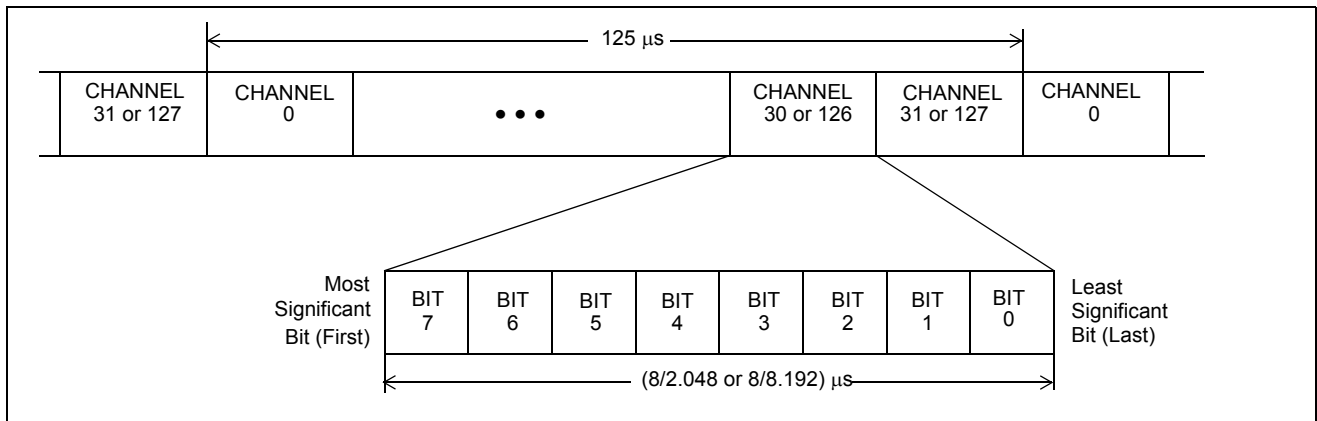 125 μs
CHANNEL
31 or 127
CHANNEL
0
• • •
CHANNEL
30 or 126
CHANNEL
31 or 127
CHANNEL
0
Most
Significant
Bit (First)
BIT
7
BIT
6
BIT
5
BIT
4
BIT
3
BIT
2
BIT
1
BIT
0
Least
Significant
Bit (Last)
(8/2.048 or 8/8.192) μs